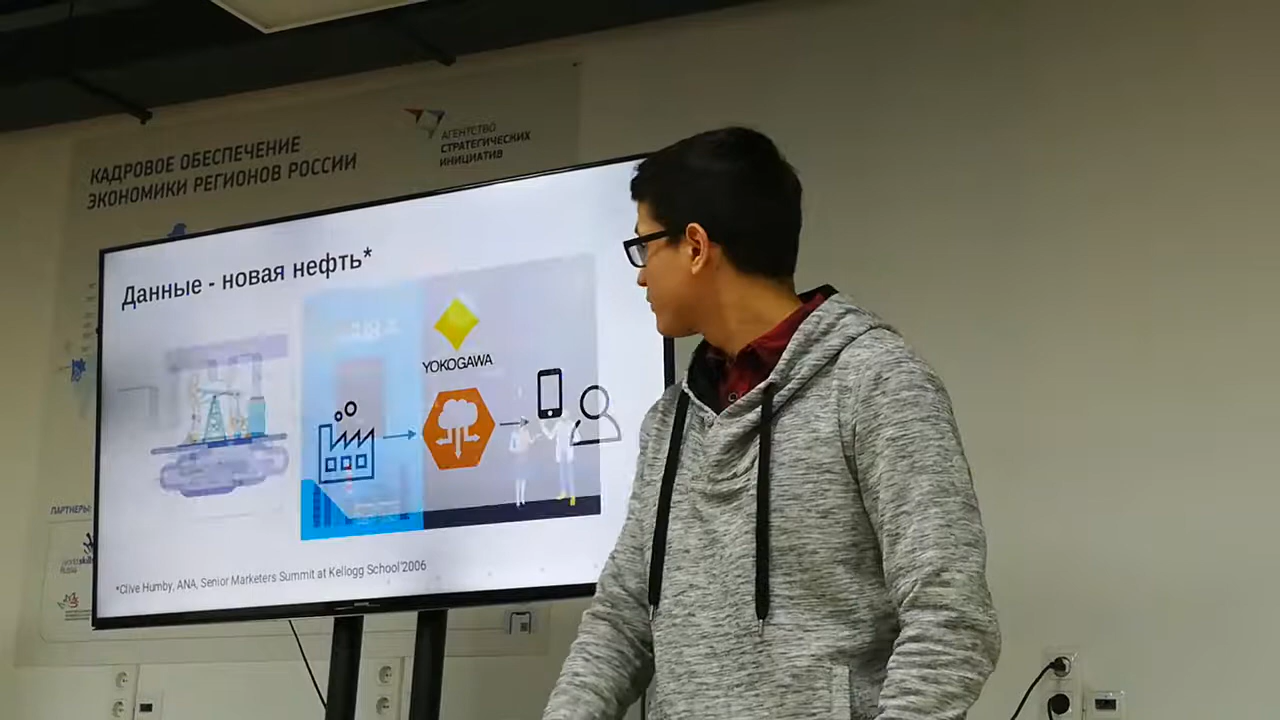 КАДРОВОЕ ОБЕСПЕЧЕНИЕ
ЭКОНОМИКИ РЕГИОНОВ РОССИИ
АГЕНТСТВО
СТРАТЕГИЧЕСКИХ
ИНИЦИАТИВ
Данные - новая нефть*
YOKOGAWA
*Clive Humby, ANA, Senior Marketers Summit at Kellogg School'2006
ПАРТНЕРЫ